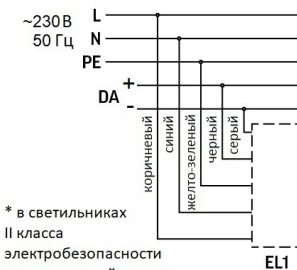 ~230 В
50 Гц
L
N
PE
DA
+
-
коричневый
синий
желто-зеленый
черный
серый
* в светильниках
II класса
электробезопасности
EL1